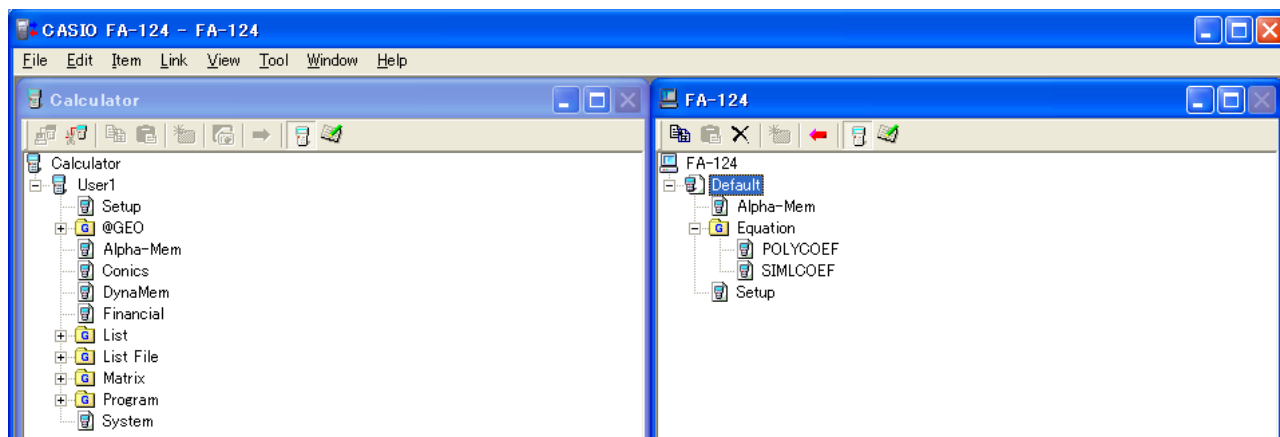 CASIO FA-124 - FA-124
File Edit Item Link View Tool Window Help
Calculator
Calculator
User1
Setup
@GEO
Alpha-Mem
Conics
DynaMem
Financial
List
List File
Matrix
Program
System
FA-124
FA-124
Default
Alpha-Mem
Equation
POLYCOEF
SIMLCOEF
Setup